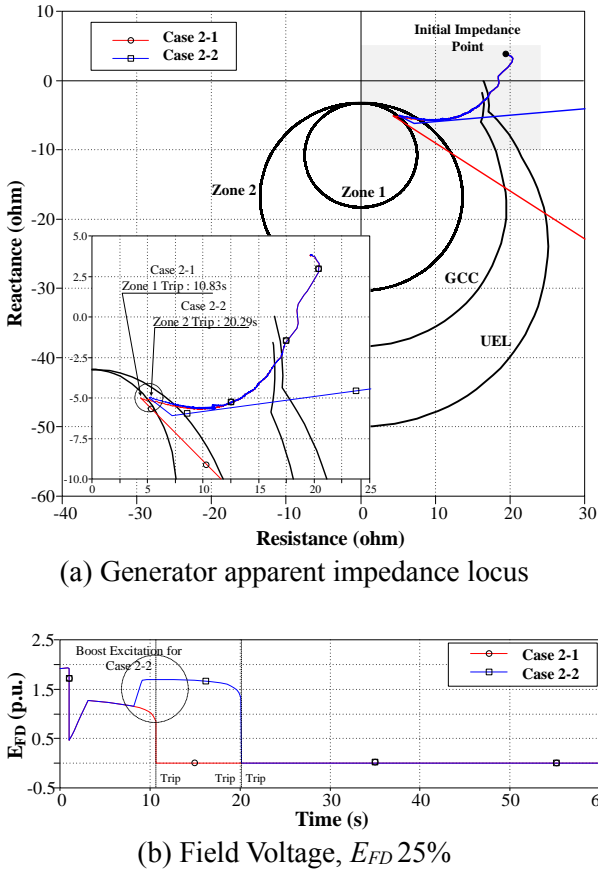 10
0
-10
-20
-30
-40
-50
-60
Reactance (ohm)
Case 2-1
Case 2-2
Initial Impedance
Point
Zone 2
Zone 1
GCC
UEL
5.0
2.5
0.0
-2.5
-5.0
-7.5
-10.0
Case 2-1
Zone 1 Trip : 10.83s
Case 2-2
Zone 2 Trip : 20.29s
0
5
10
15
20
25
-40
-30
-20
-10
0
10
20
30
Resistance (ohm)
(a) Generator apparent impedance locus
2.5
1.5
0.5
-0.5
E_FD (p.u.)
Boost Excitation for
Case 2-2
Case 2-1
Case 2-2
Trip
Trip
Trip
0
10
20
30
40
50
60
Time (s)
(b) Field Voltage, E_FD 25%